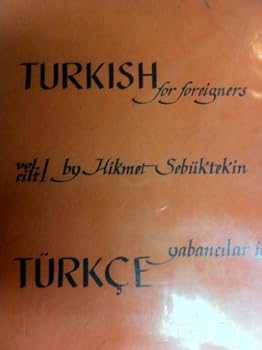 TURKISH for foreigners
vol. cilt I by Hikmet Sebüktekin
TÜRKÇE yabancılar